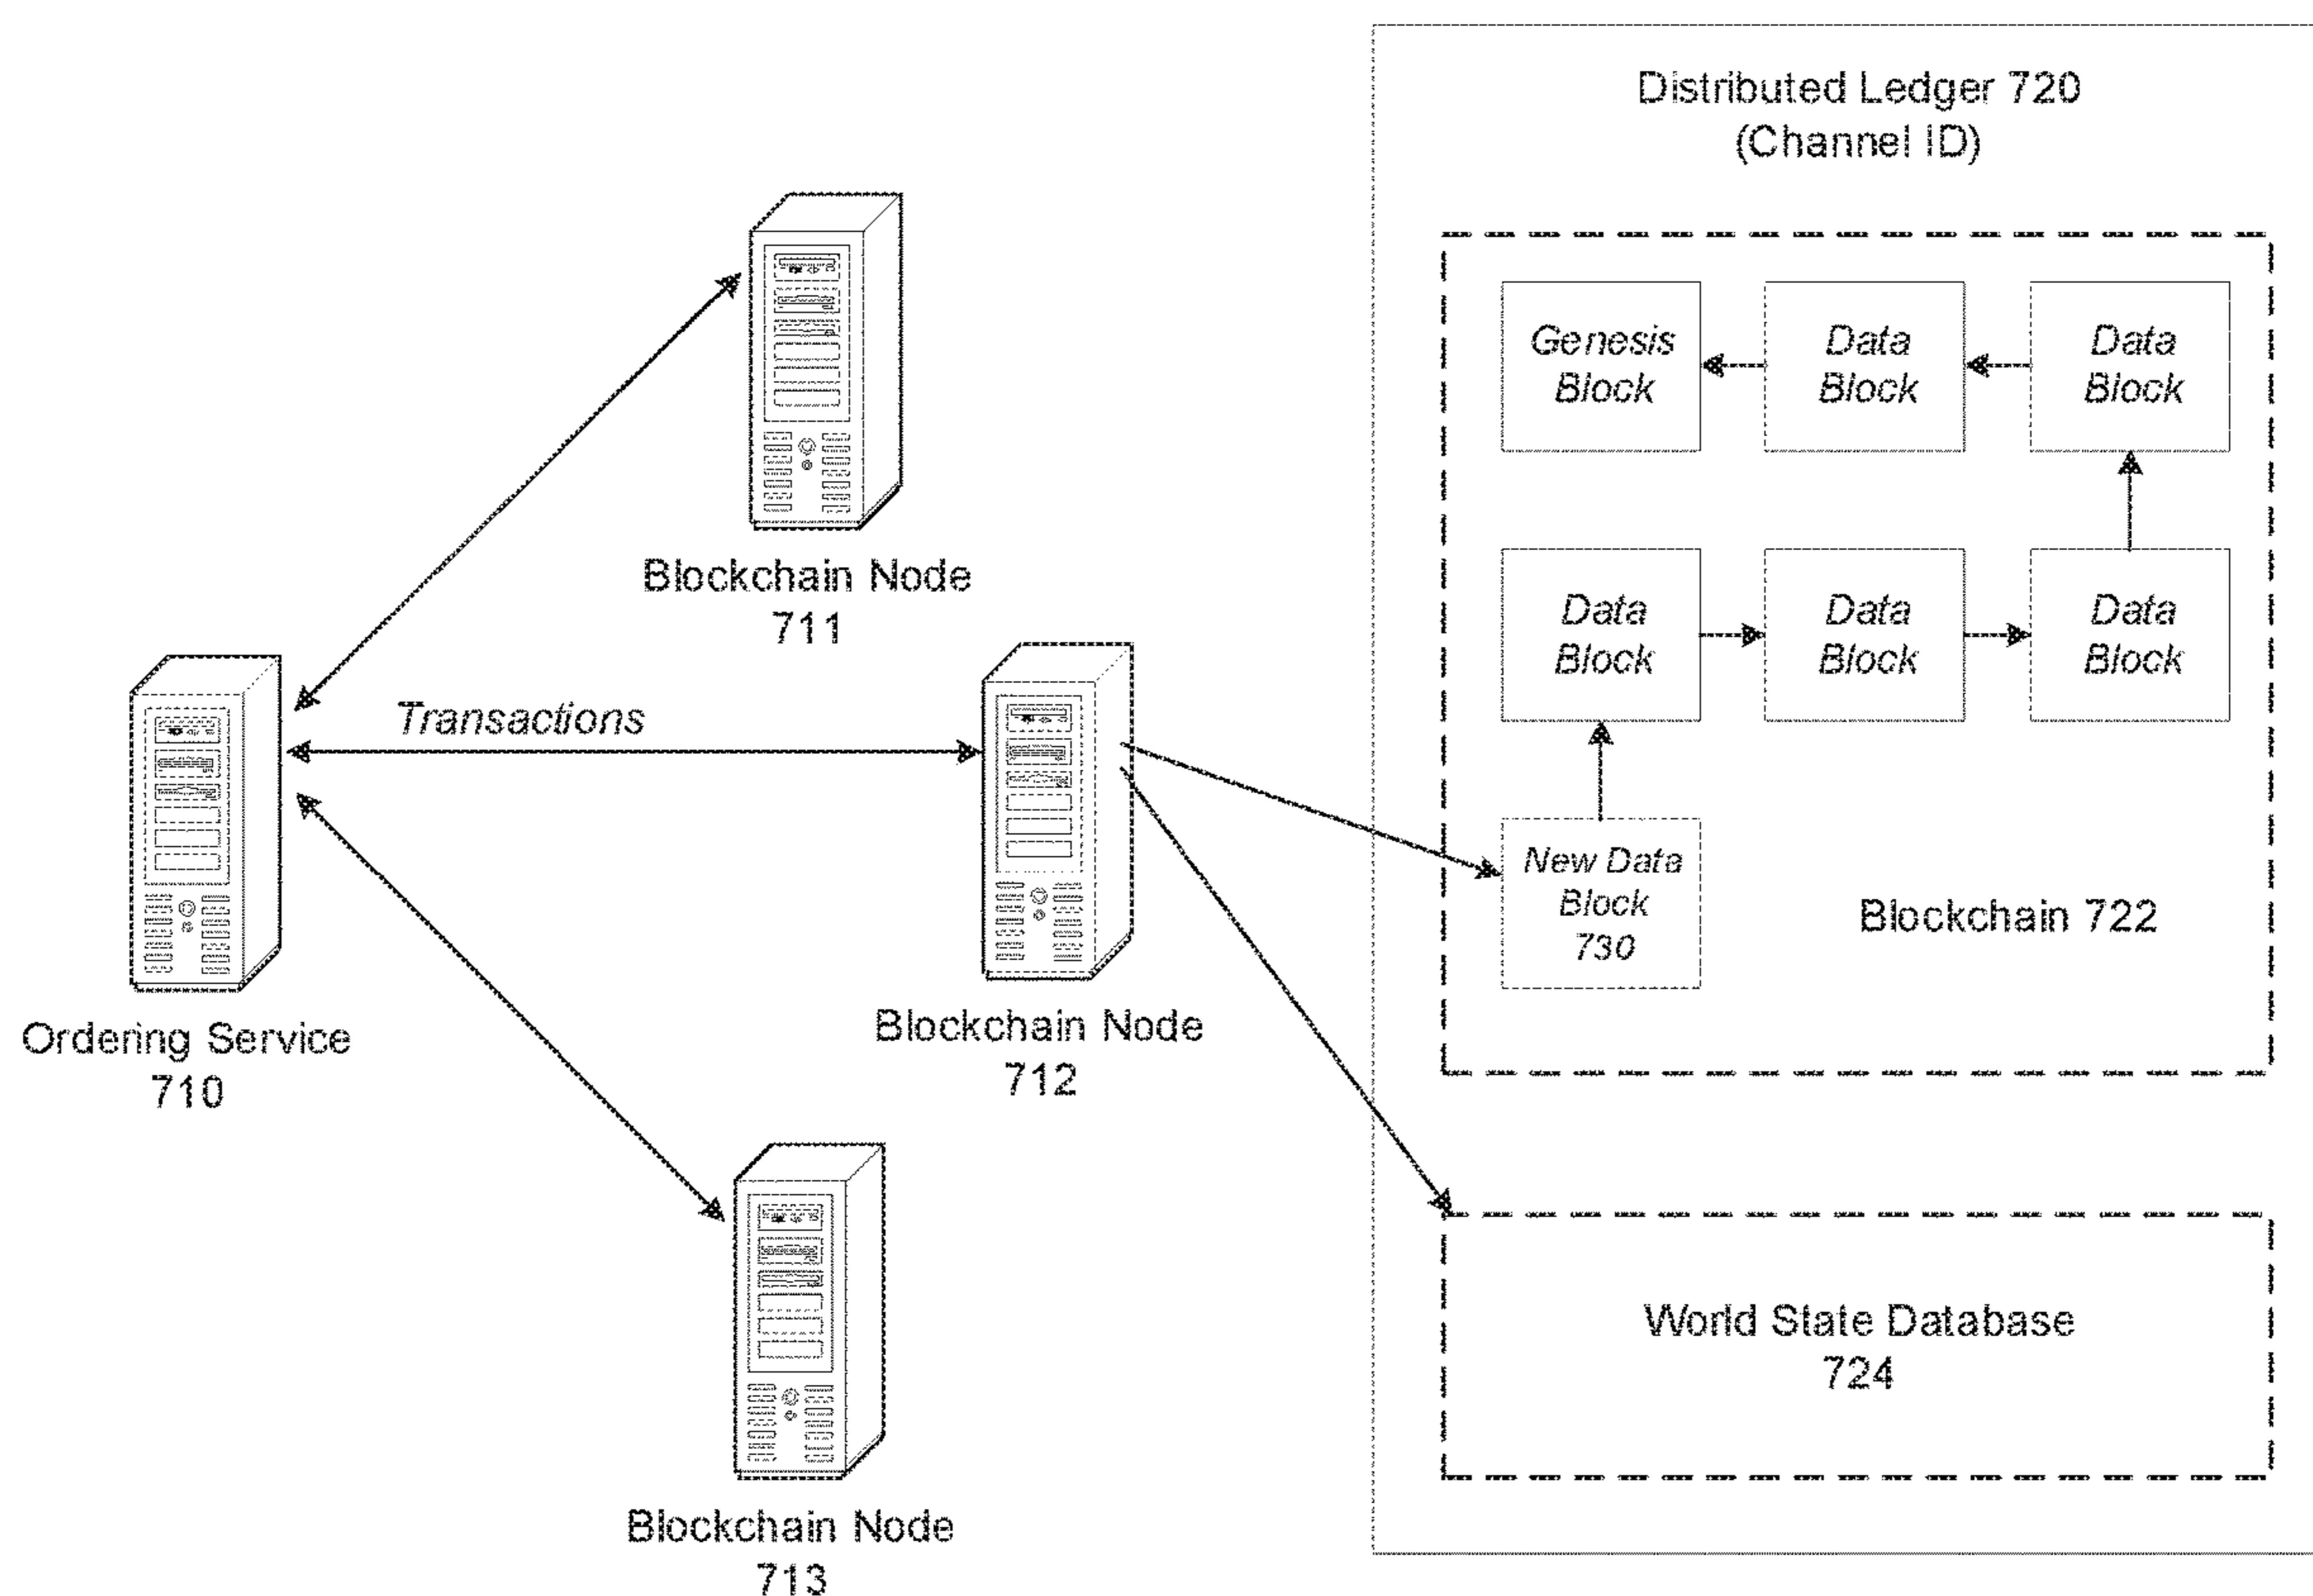 Distributed Ledger 720
(Channel ID)
Genesis
Block
Data
Block
Data
Block
Blockchain Node
711
Data
Block
Data
Block
Data
Block
Transactions
New Data
Block
730
Blockchain 722
Ordering Service
710
Blockchain Node
712
World State Database
724
Blockchain Node
713